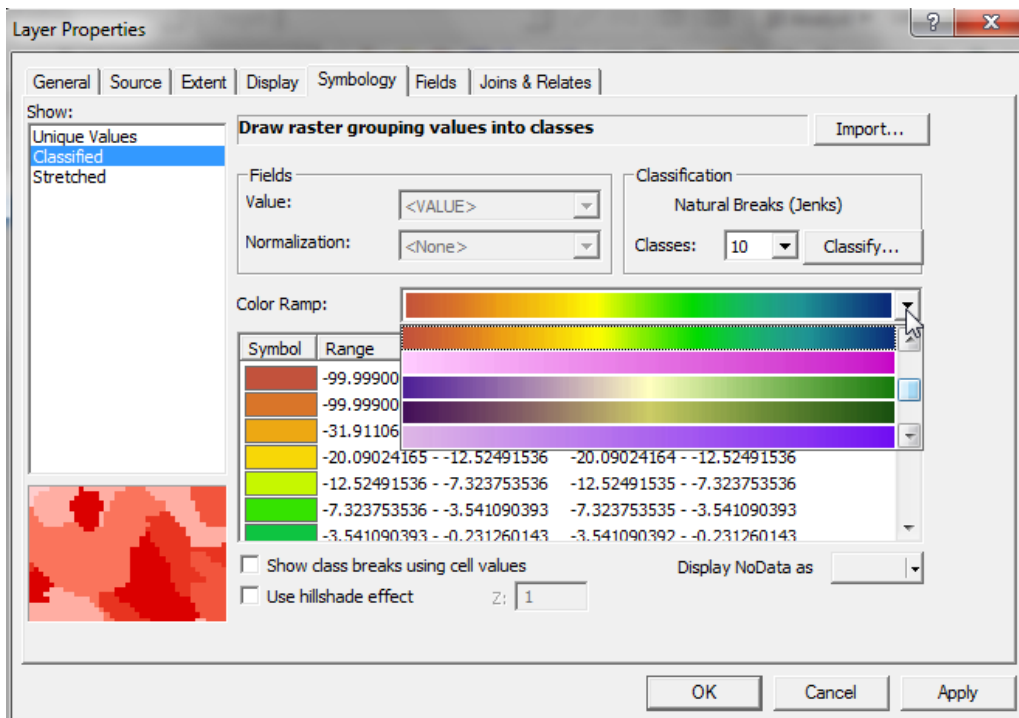 Layer Properties
General Source Extent Display Symbology Fields Joins & Relates
Show:
Unique Values
Classified
Stretched
Draw raster grouping values into classes
Import...
Fields
Value: <VALUE>
Normalization: <None>
Classification
Natural Breaks (Jenks)
Classes: 10 Classify...
Color Ramp:
Symbol Range
-99.99900
-99.99900
-31.91106
-20.09024165 - -12.52491536 -20.09024164 - -12.52491536
-12.52491536 - -7.323753536 -12.52491535 - -7.323753536
-7.323753536 - -3.541090393 -7.323753535 - -3.541090393
-3.541090393 - -0.231260143 -3.541090392 - -0.231260143
Show class breaks using cell values
Display NoData as
Use hillshade effect Z: 1
OK Cancel Apply